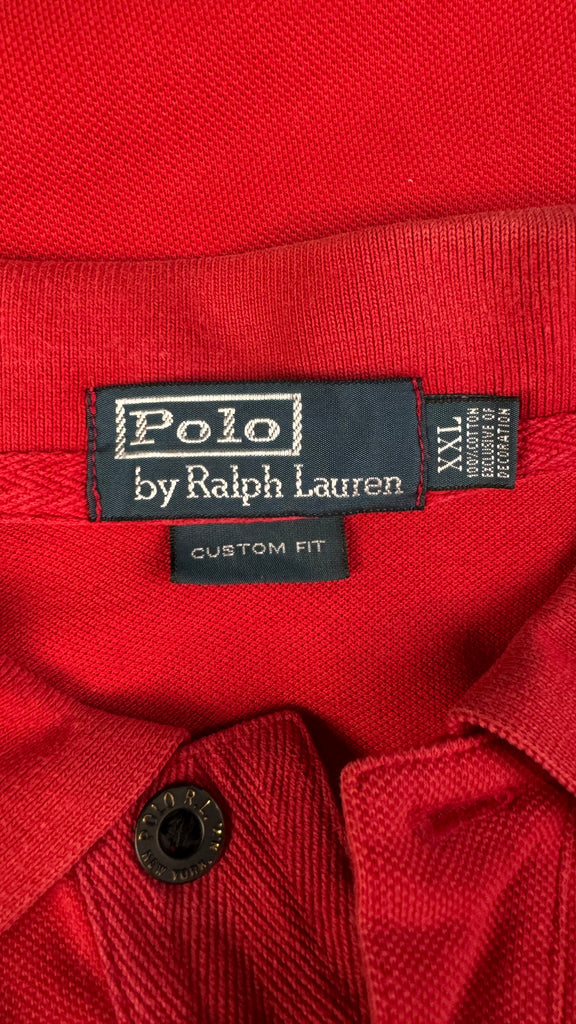 Polo
by Ralph Lauren
XXL
100% COTTON
EXCLUSIVE OF
DECORATION
CUSTOM FIT
POLO R.L.
NEW YORK